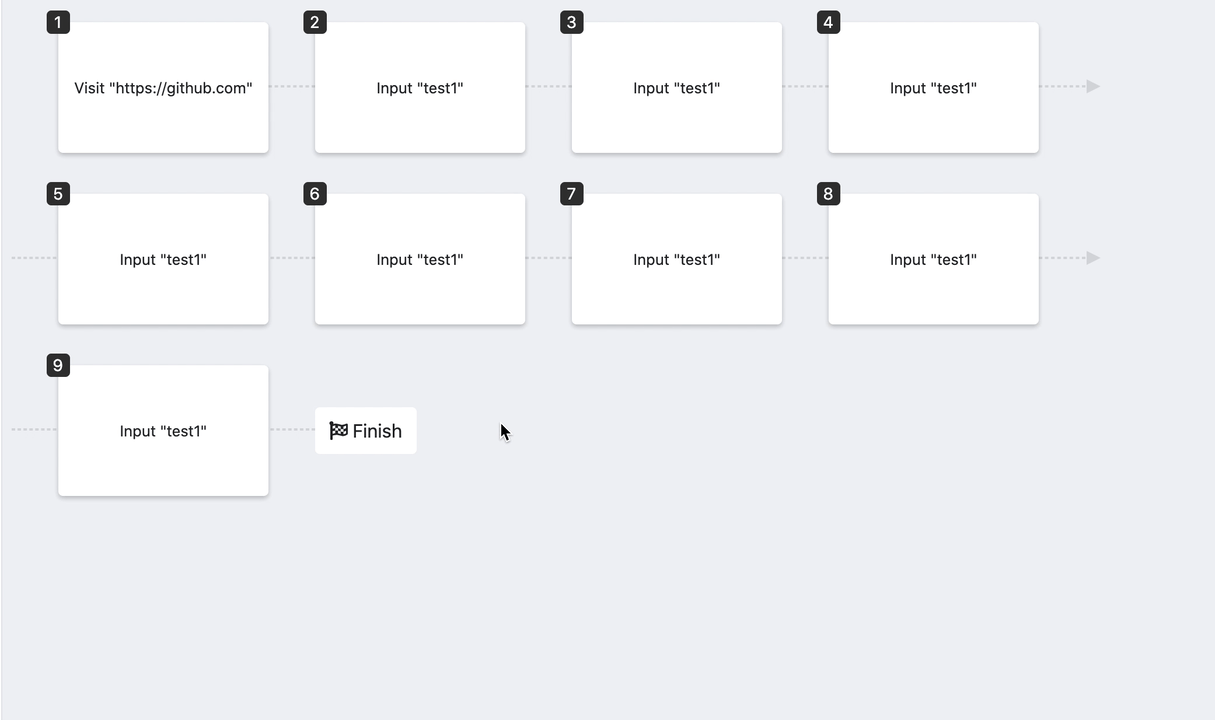 1
Visit "https://github.com"
2
Input "test1"
3
Input "test1"
4
Input "test1"
5
Input "test1"
6
Input "test1"
7
Input "test1"
8
Input "test1"
9
Input "test1"
Finish